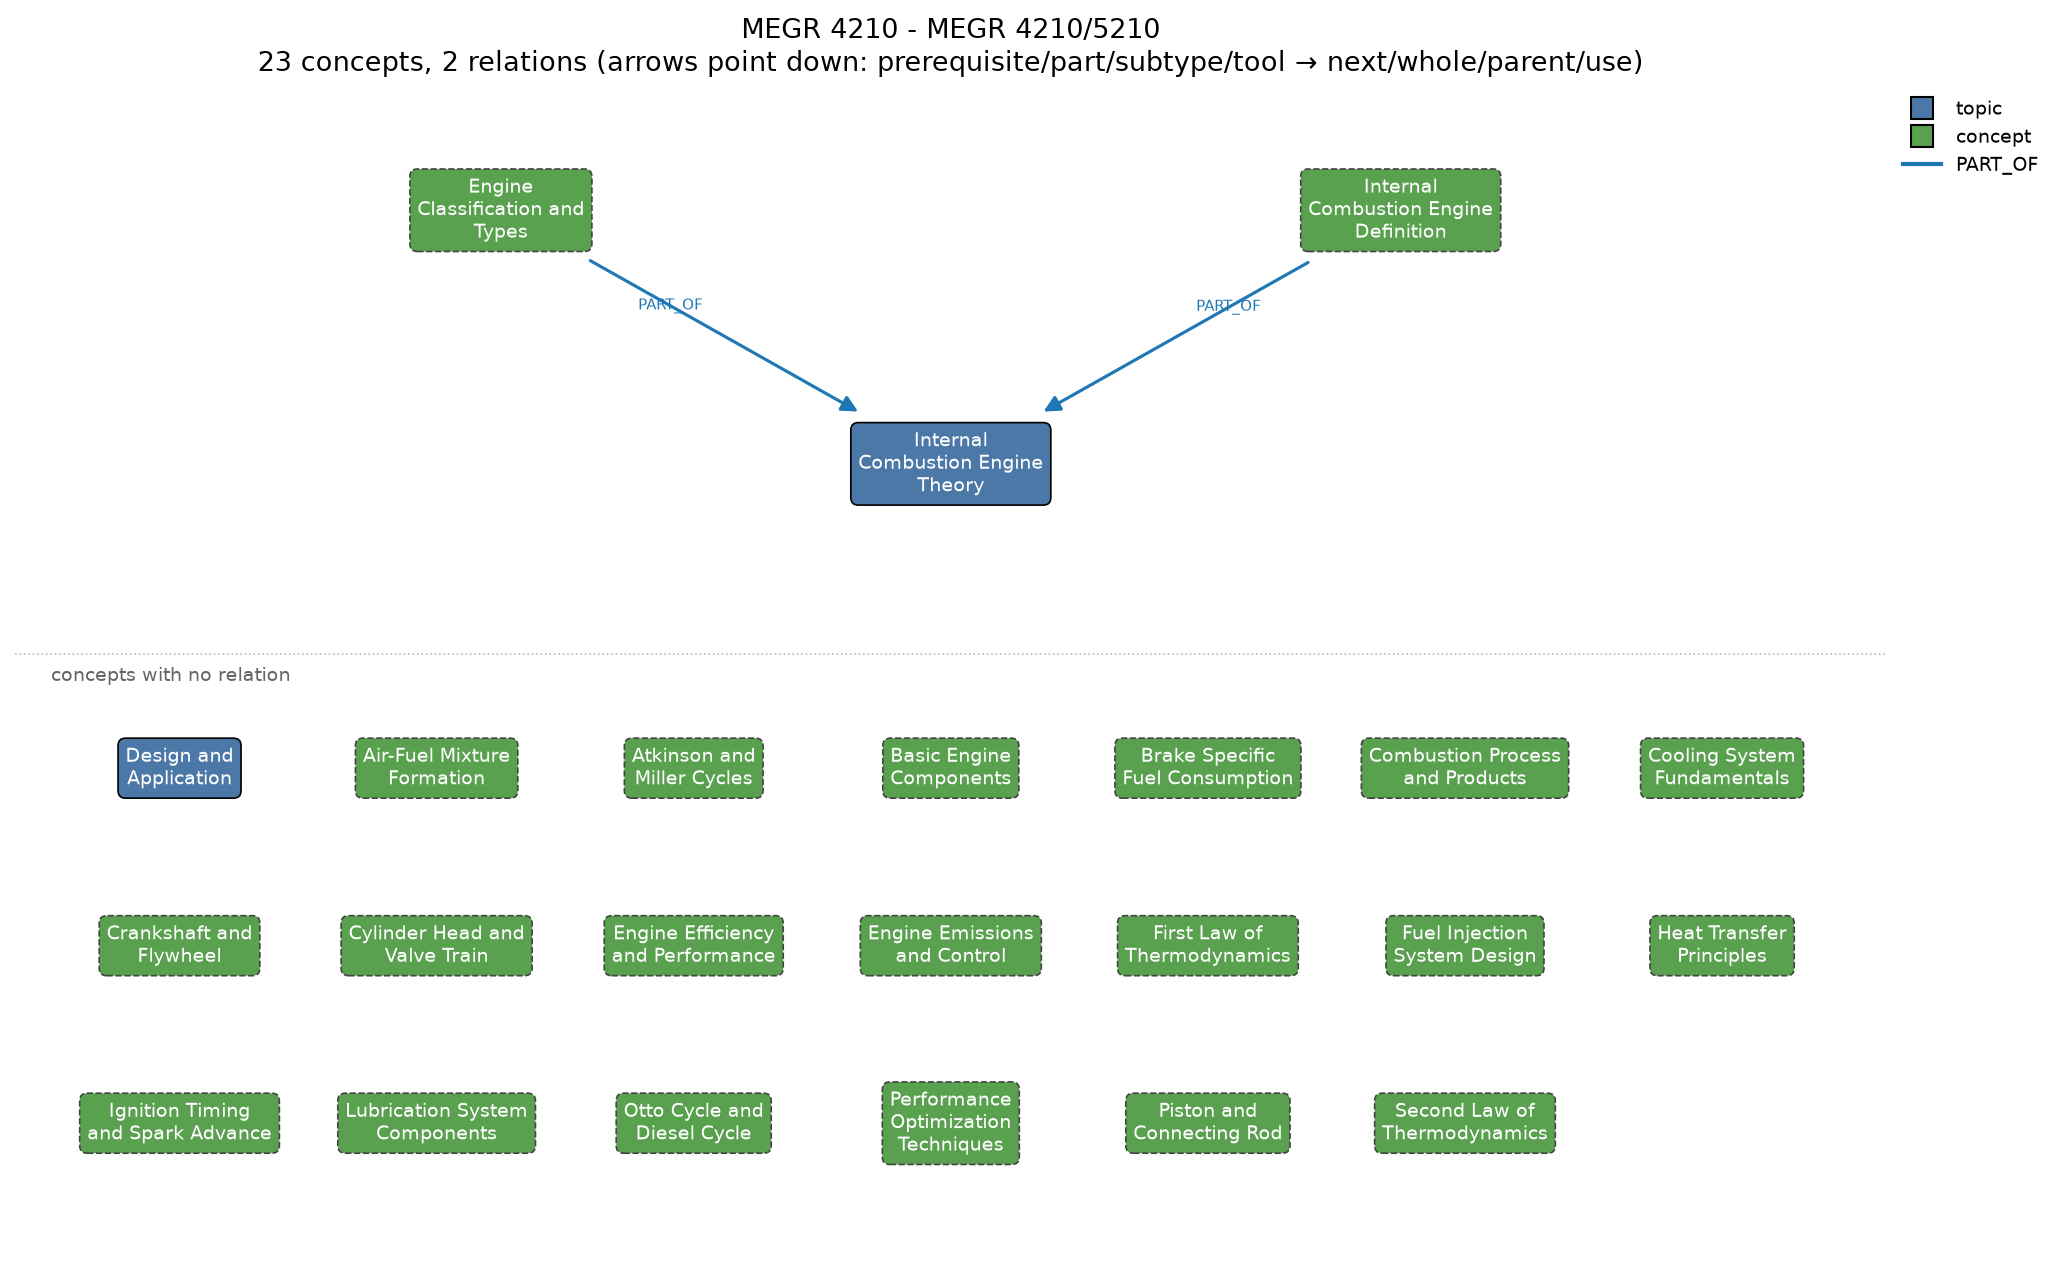 MEGR 4210 - MEGR 4210/5210
23 concepts, 2 relations (arrows point down: prerequisite/part/subtype/tool → next/whole/parent/use)
topic
concept
PART_OF
Engine
Classification and
Types
Internal
Combustion Engine
Definition
PART_OF
PART_OF
Internal
Combustion Engine
Theory
concepts with no relation
Design and
Application
Air-Fuel Mixture
Formation
Atkinson and
Miller Cycles
Basic Engine
Components
Brake Specific
Fuel Consumption
Combustion Process
and Products
Cooling System
Fundamentals
Crankshaft and
Flywheel
Cylinder Head and
Valve Train
Engine Efficiency
and Performance
Engine Emissions
and Control
First Law of
Thermodynamics
Fuel Injection
System Design
Heat Transfer
Principles
Ignition Timing
and Spark Advance
Lubrication System
Components
Otto Cycle and
Diesel Cycle
Performance
Optimization
Techniques
Piston and
Connecting Rod
Second Law of
Thermodynamics